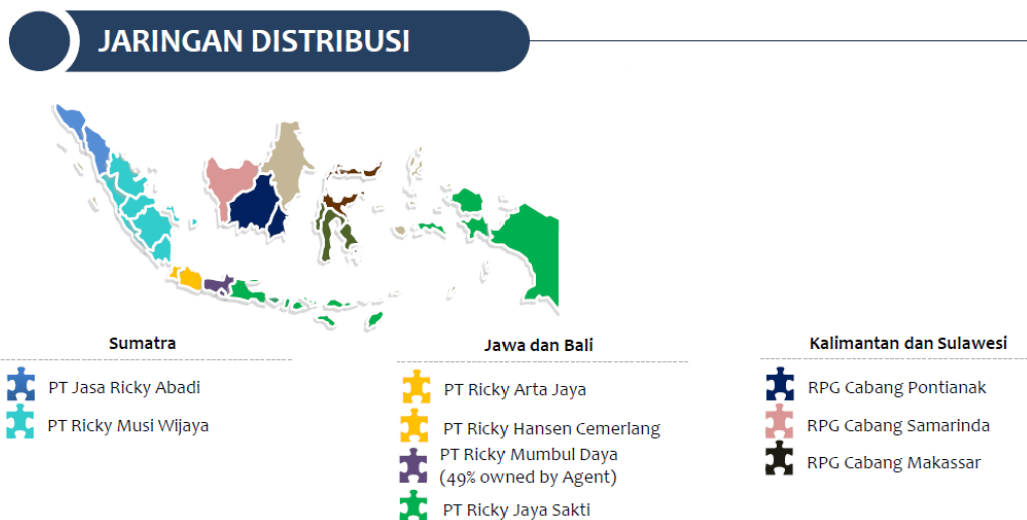 JARINGAN DISTRIBUSI
Sumatra
PT Jasa Ricky Abadi
PT Ricky Musi Wijaya
Jawa dan Bali
PT Ricky Arta Jaya
PT Ricky Hansen Cemerlang
PT Ricky Mumbul Daya
(49% owned by Agent)
PT Ricky Jaya Sakti
Kalimantan dan Sulawesi
RPG Cabang Pontianak
RPG Cabang Samarinda
RPG Cabang Makassar